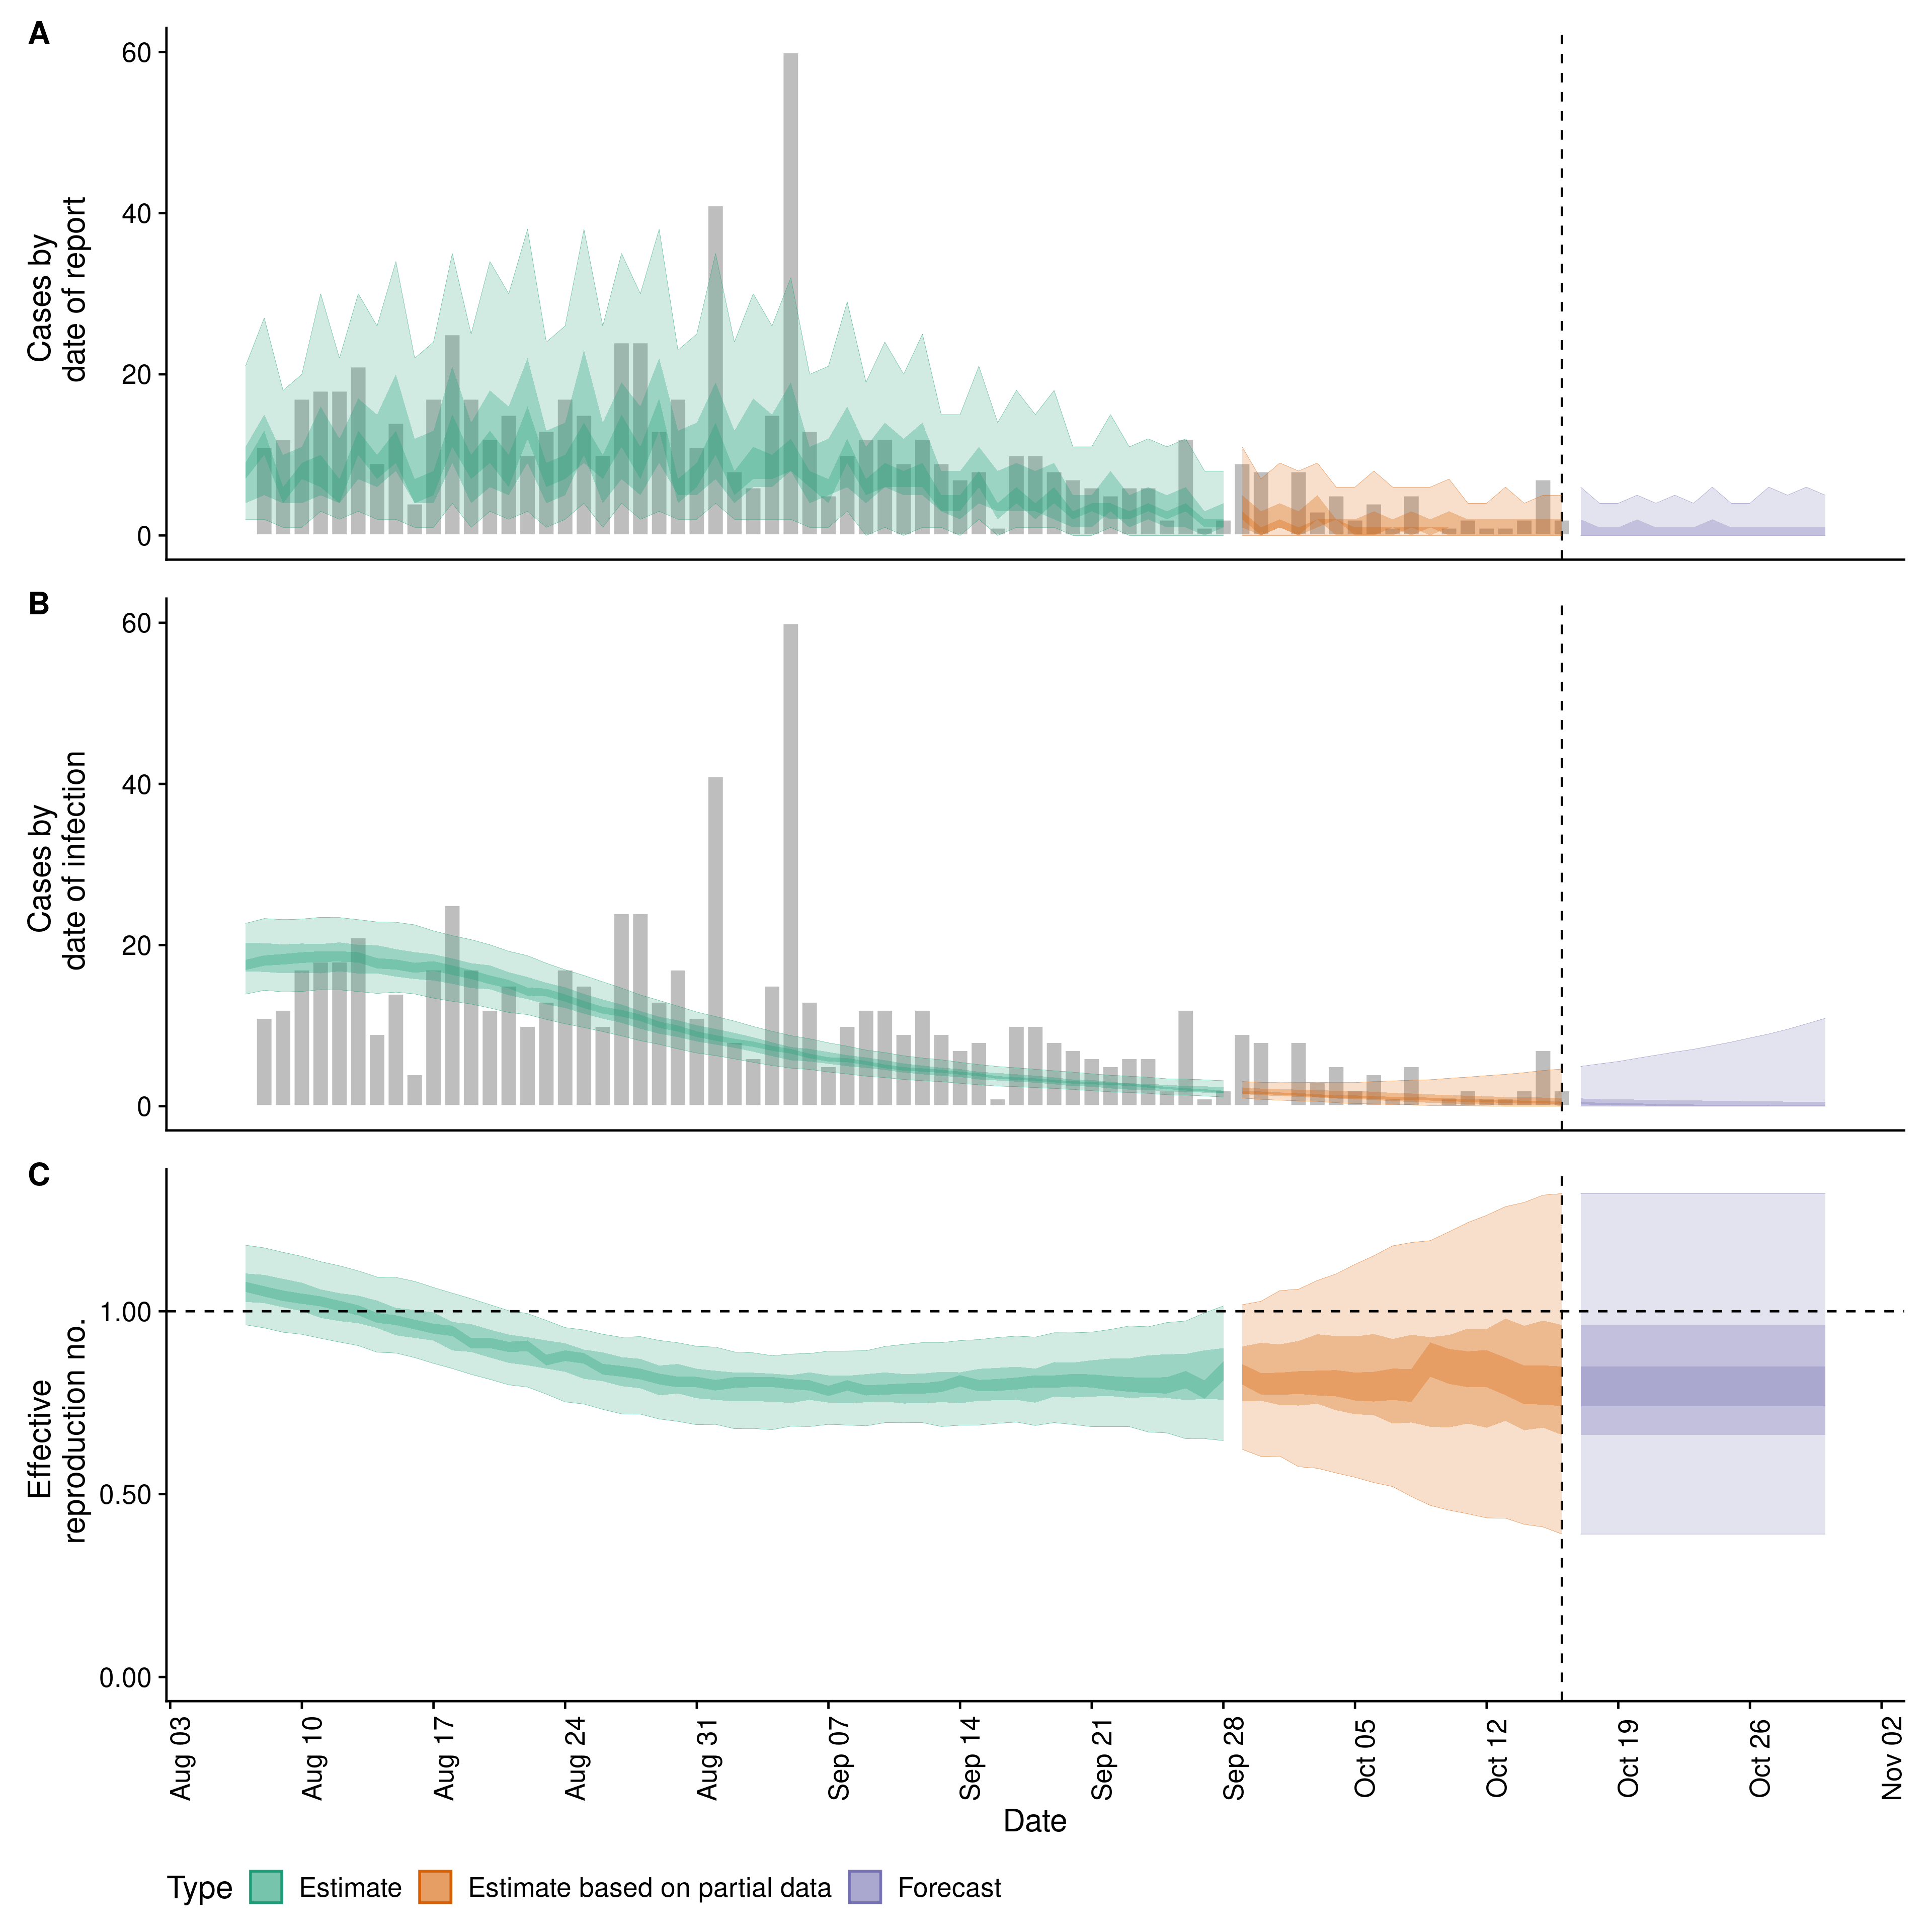 A
60
40
20
0
Cases by
date of report
B
60
40
20
0
Cases by
date of infection
C
1.00
0.50
0.00
Effective
reproduction no.
Aug 03
Aug 10
Aug 17
Aug 24
Aug 31
Sep 07
Sep 14
Sep 21
Sep 28
Oct 05
Oct 12
Oct 19
Oct 26
Nov 02
Date
Type Estimate Estimate based on partial data Forecast